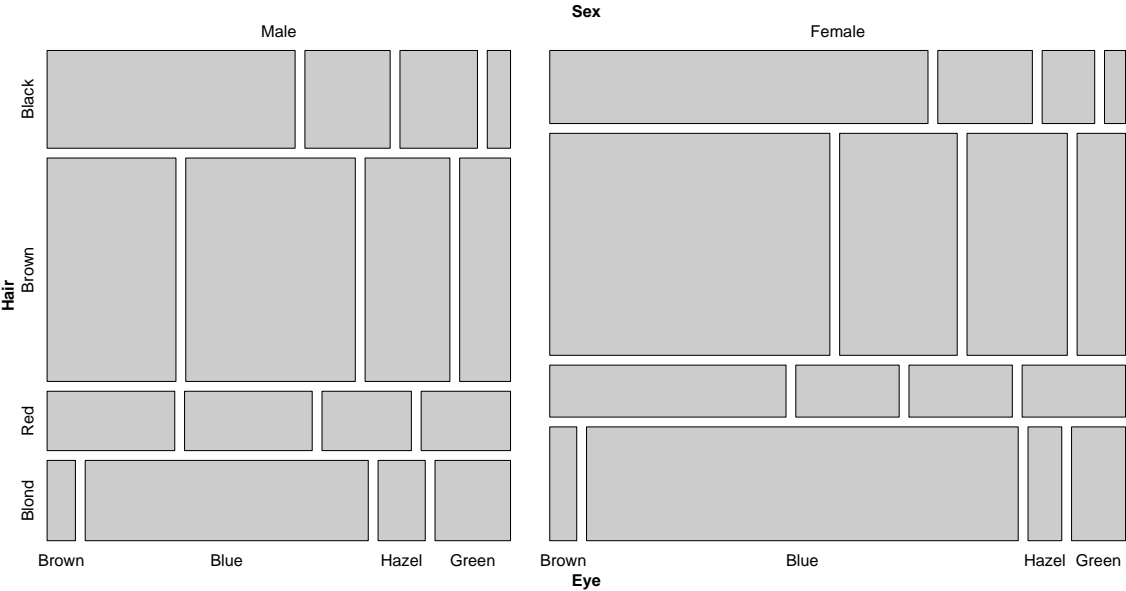 Sex
Male Female
Black
Brown
Hair
Red
Blond
Brown Blue Hazel Green Brown Blue Hazel Green
Eye